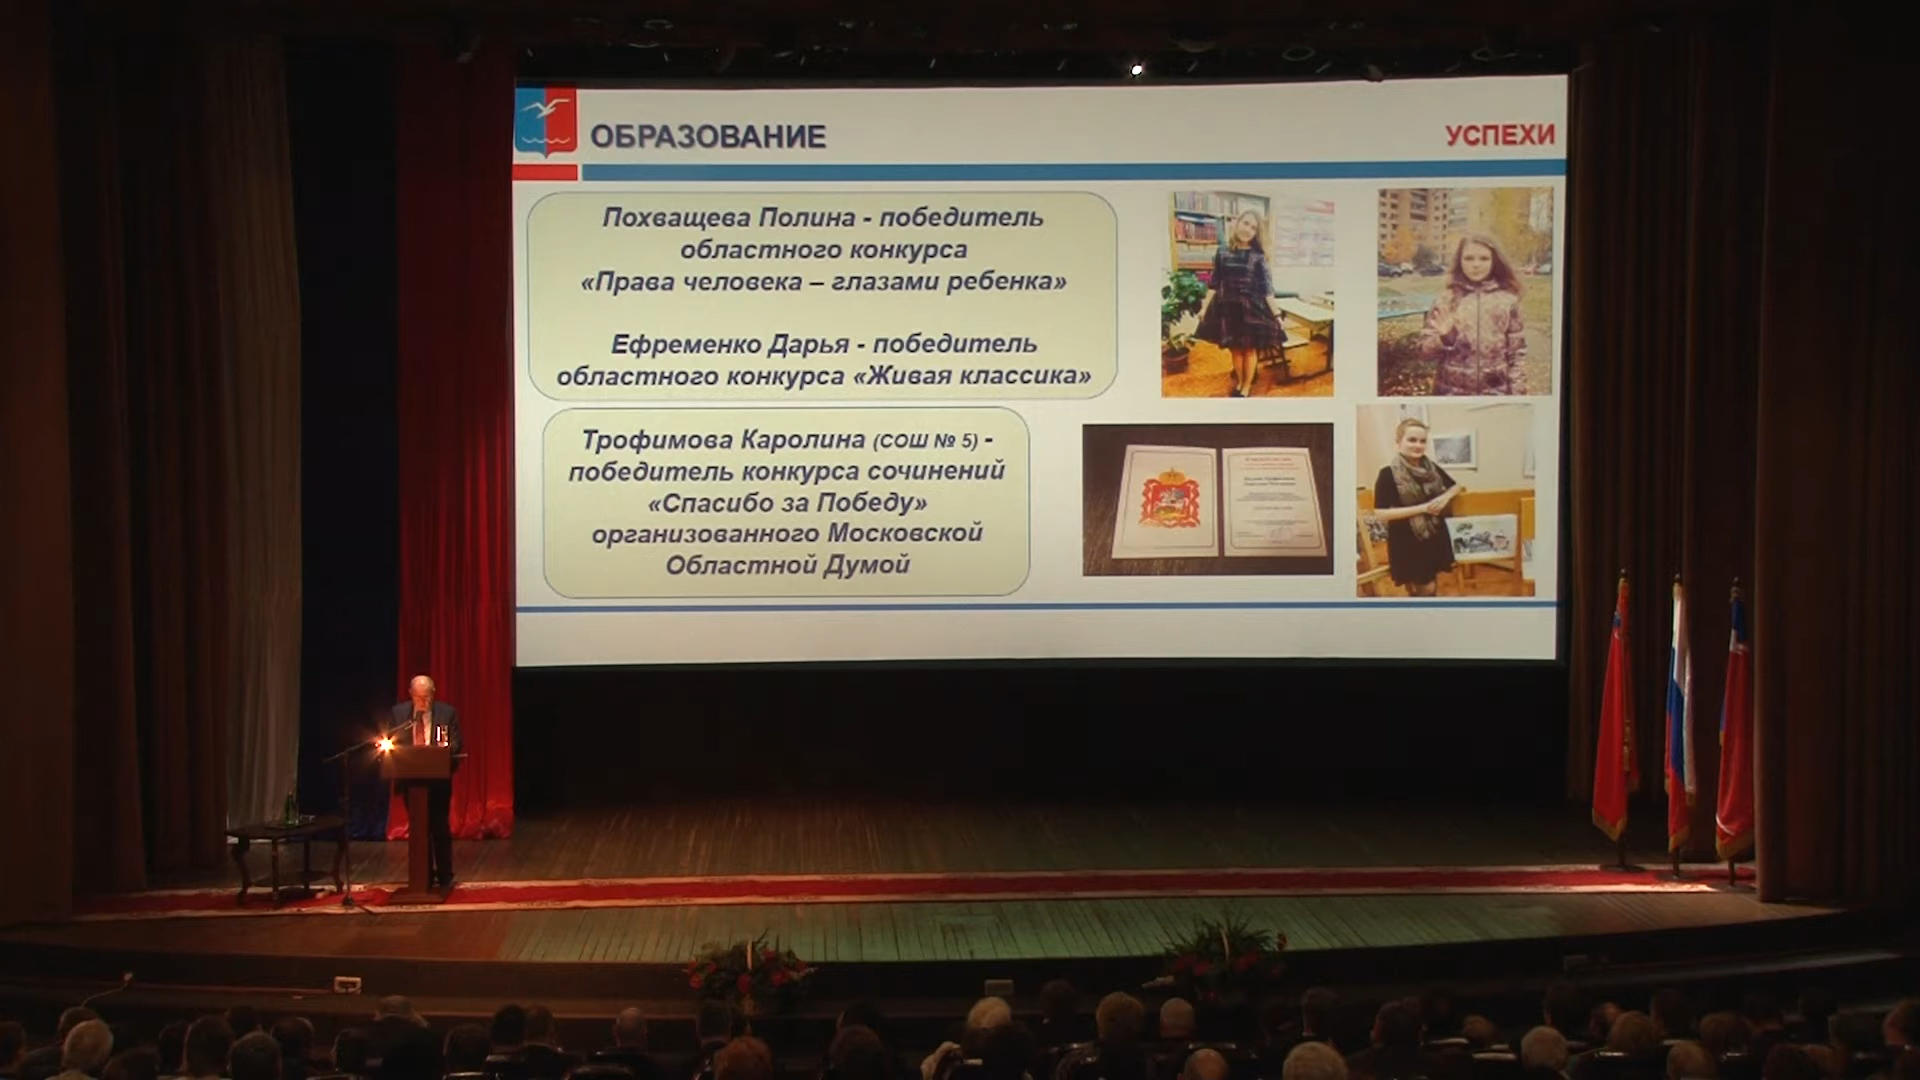 ОБРАЗОВАНИЕ
УСПЕХИ
Похващева Полина - победитель
областного конкурса
«Права человека – глазами ребенка»
Ефременко Дарья - победитель
областного конкурса «Живая классика»
Трофимова Каролина (СОШ № 5) -
победитель конкурса сочинений
«Спасибо за Победу»
организованного Московской
Областной Думой